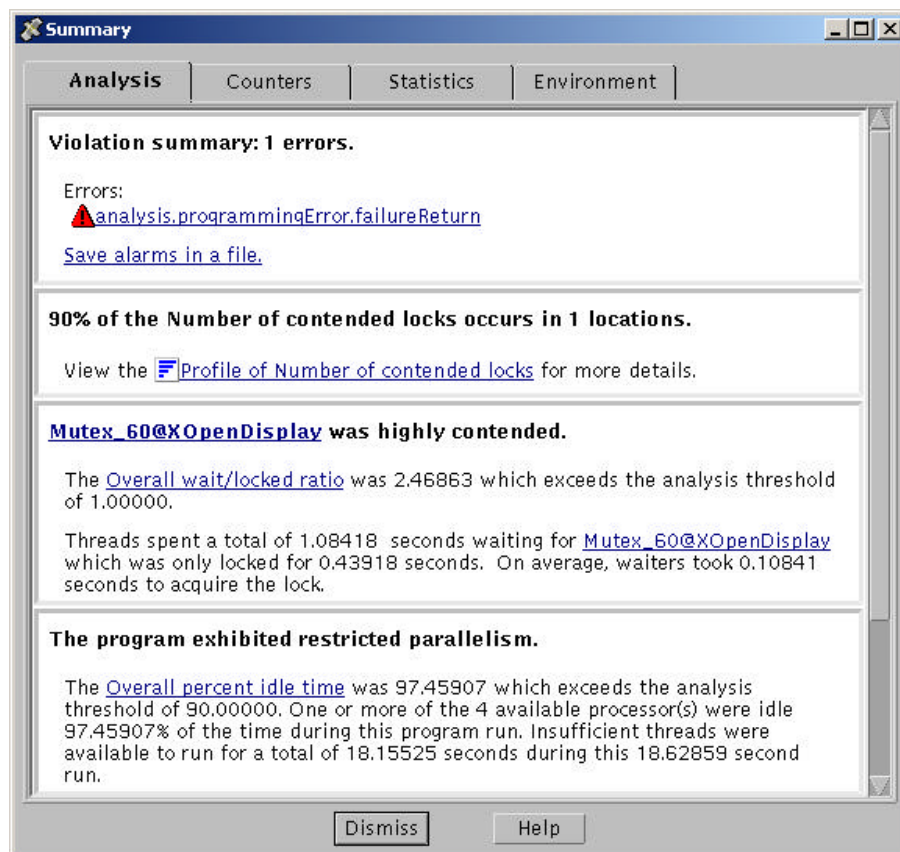 Summary
Analysis Counters Statistics Environment
Violation summary: 1 errors.
Errors:
analysis.programmingError.failureReturn
Save alarms in a file.
90% of the Number of contended locks occurs in 1 locations.
View the Profile of Number of contended locks for more details.
Mutex_60@XOpenDisplay was highly contended.
The Overall wait/locked ratio was 2.46863 which exceeds the analysis threshold
of 1.00000.
Threads spent a total of 1.08418 seconds waiting for Mutex_60@XOpenDisplay
which was only locked for 0.43918 seconds. On average, waiters took 0.10841
seconds to acquire the lock.
The program exhibited restricted parallelism.
The Overall percent idle time was 97.45907 which exceeds the analysis
threshold of 90.00000. One or more of the 4 available processor(s) were idle
97.45907% of the time during this program run. Insufficient threads were
available to run for a total of 18.15525 seconds during this 18.62859 second
run.
Dismiss Help